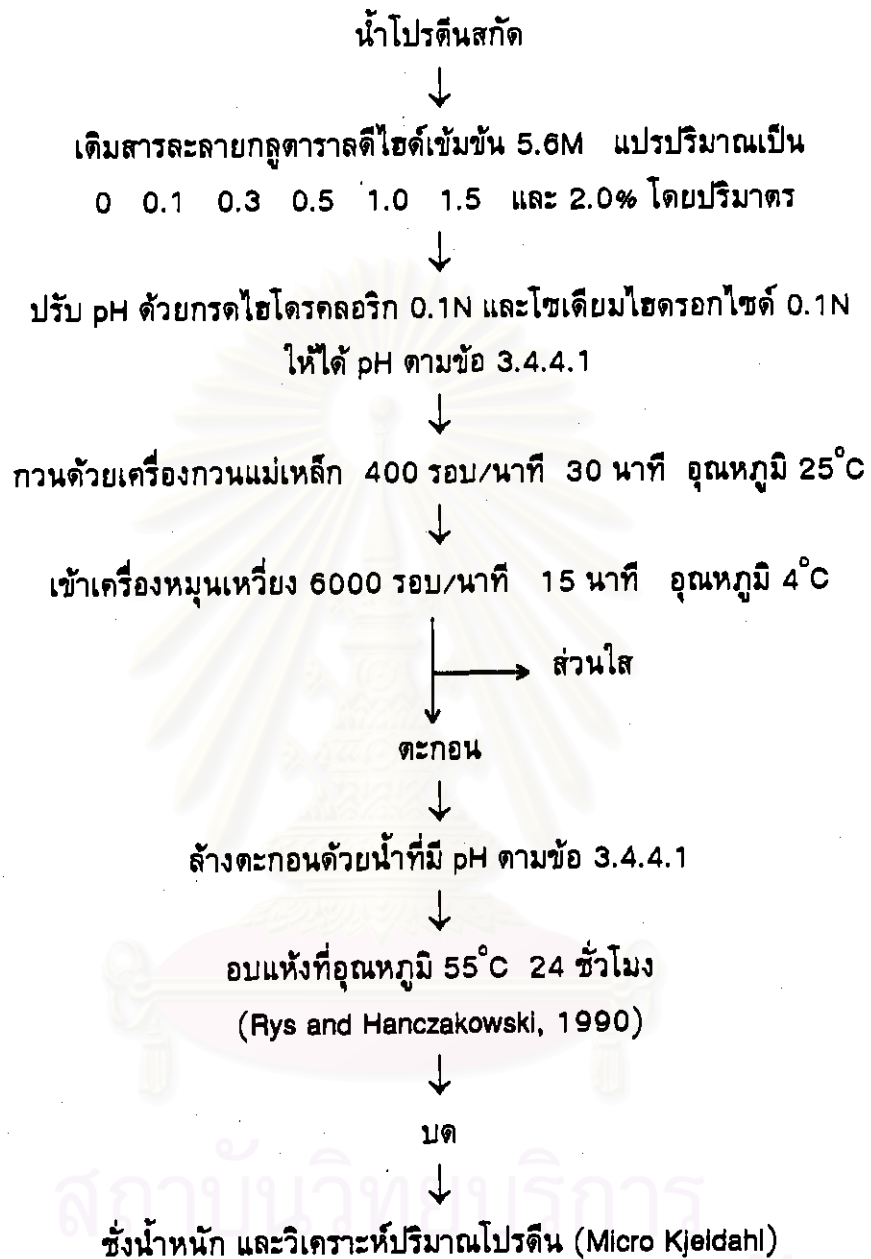 น้ำโปรตีนสกัด
↓
เติมสารละลายกลูตาราลดีไฮด์เข้มข้น 5.6M แปรปริมาณเป็น
0 0.1 0.3 0.5 1.0 1.5 และ 2.0% โดยปริมาตร
↓
ปรับ pH ด้วยกรดไฮโดรคลอริก 0.1N และโซเดียมไฮดรอกไซด์ 0.1N
ให้ได้ pH ตามข้อ 3.4.4.1
↓
กวนด้วยเครื่องกวนแม่เหล็ก 400 รอบ/นาที 30 นาที อุณหภูมิ 25°C
↓
เข้าเครื่องหมุนเหวี่ยง 6000 รอบ/นาที 15 นาที อุณหภูมิ 4°C
→ ส่วนใส
↓
ตะกอน
↓
ล้างตะกอนด้วยน้ำที่มี pH ตามข้อ 3.4.4.1
↓
อบแห้งที่อุณหภูมิ 55°C 24 ชั่วโมง
(Rys and Hanczakowski, 1990)
↓
บด
↓
สถาบันวิทยบริการ
ชั่งน้ำหนัก และวิเคราะห์ปริมาณโปรตีน (Micro Kjeldahl)